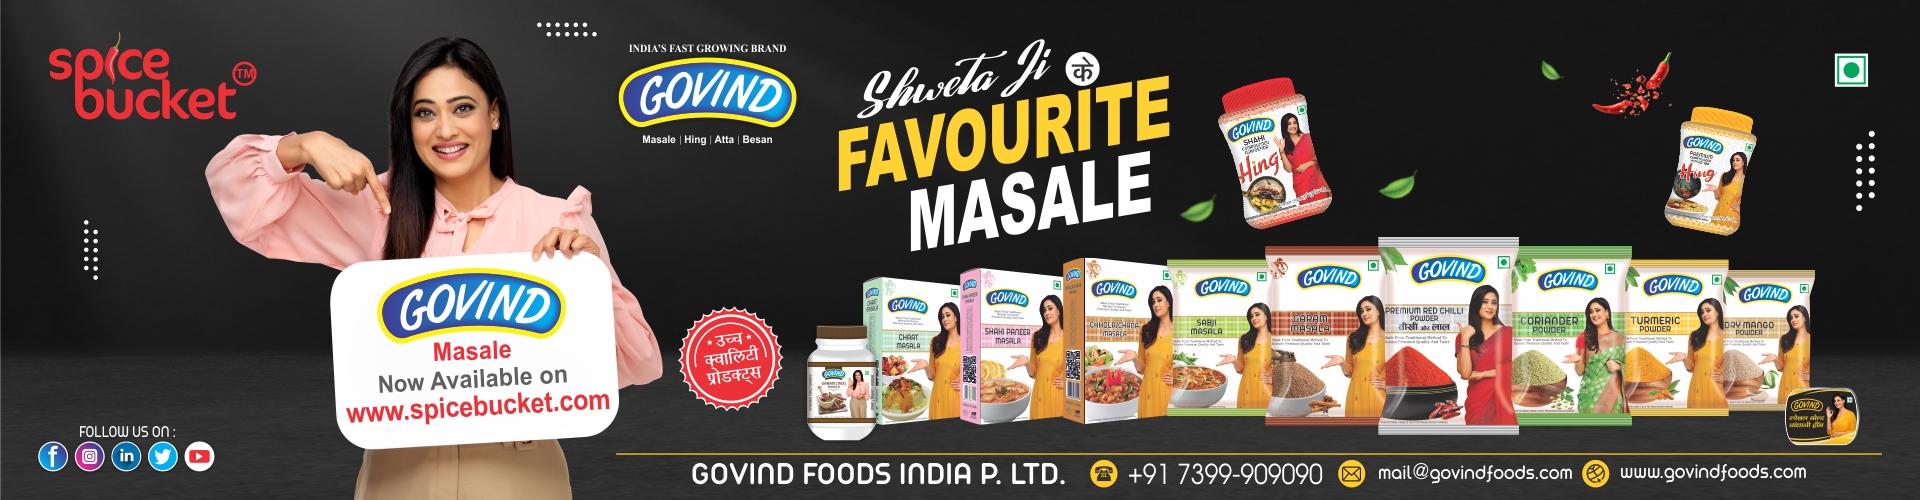 spice
bucket TM
INDIA'S FAST GROWING BRAND
GOVIND
Masale | Hing | Atta | Besan
Shweta Ji के
FAVOURITE
MASALE
GOVIND
Masale
Now Available on
www.spicebucket.com
उच्च
क्वालिटी
प्रोडक्ट्स
GOVIND
SHAHI
Hing
GOVIND
PREMIUM
Hing
GOVIND
GOVIND
CHAAT
MASALA
GOVIND
SHAHI PANEER
MASALA
GOVIND
CHHOLA/CHANA
MASALA
GOVIND
SABJI
MASALA
GOVIND
GARAM
MASALA
GOVIND
PREMIUM RED CHILLI
POWDER
तीखी और लाल
GOVIND
CORIANDER
POWDER
GOVIND
TURMERIC
POWDER
GOVIND
DRY MANGO
POWDER
GOVIND
FOLLOW US ON :
GOVIND FOODS INDIA P. LTD. +91 7399-909090 mail@govindfoods.com www.govindfoods.com